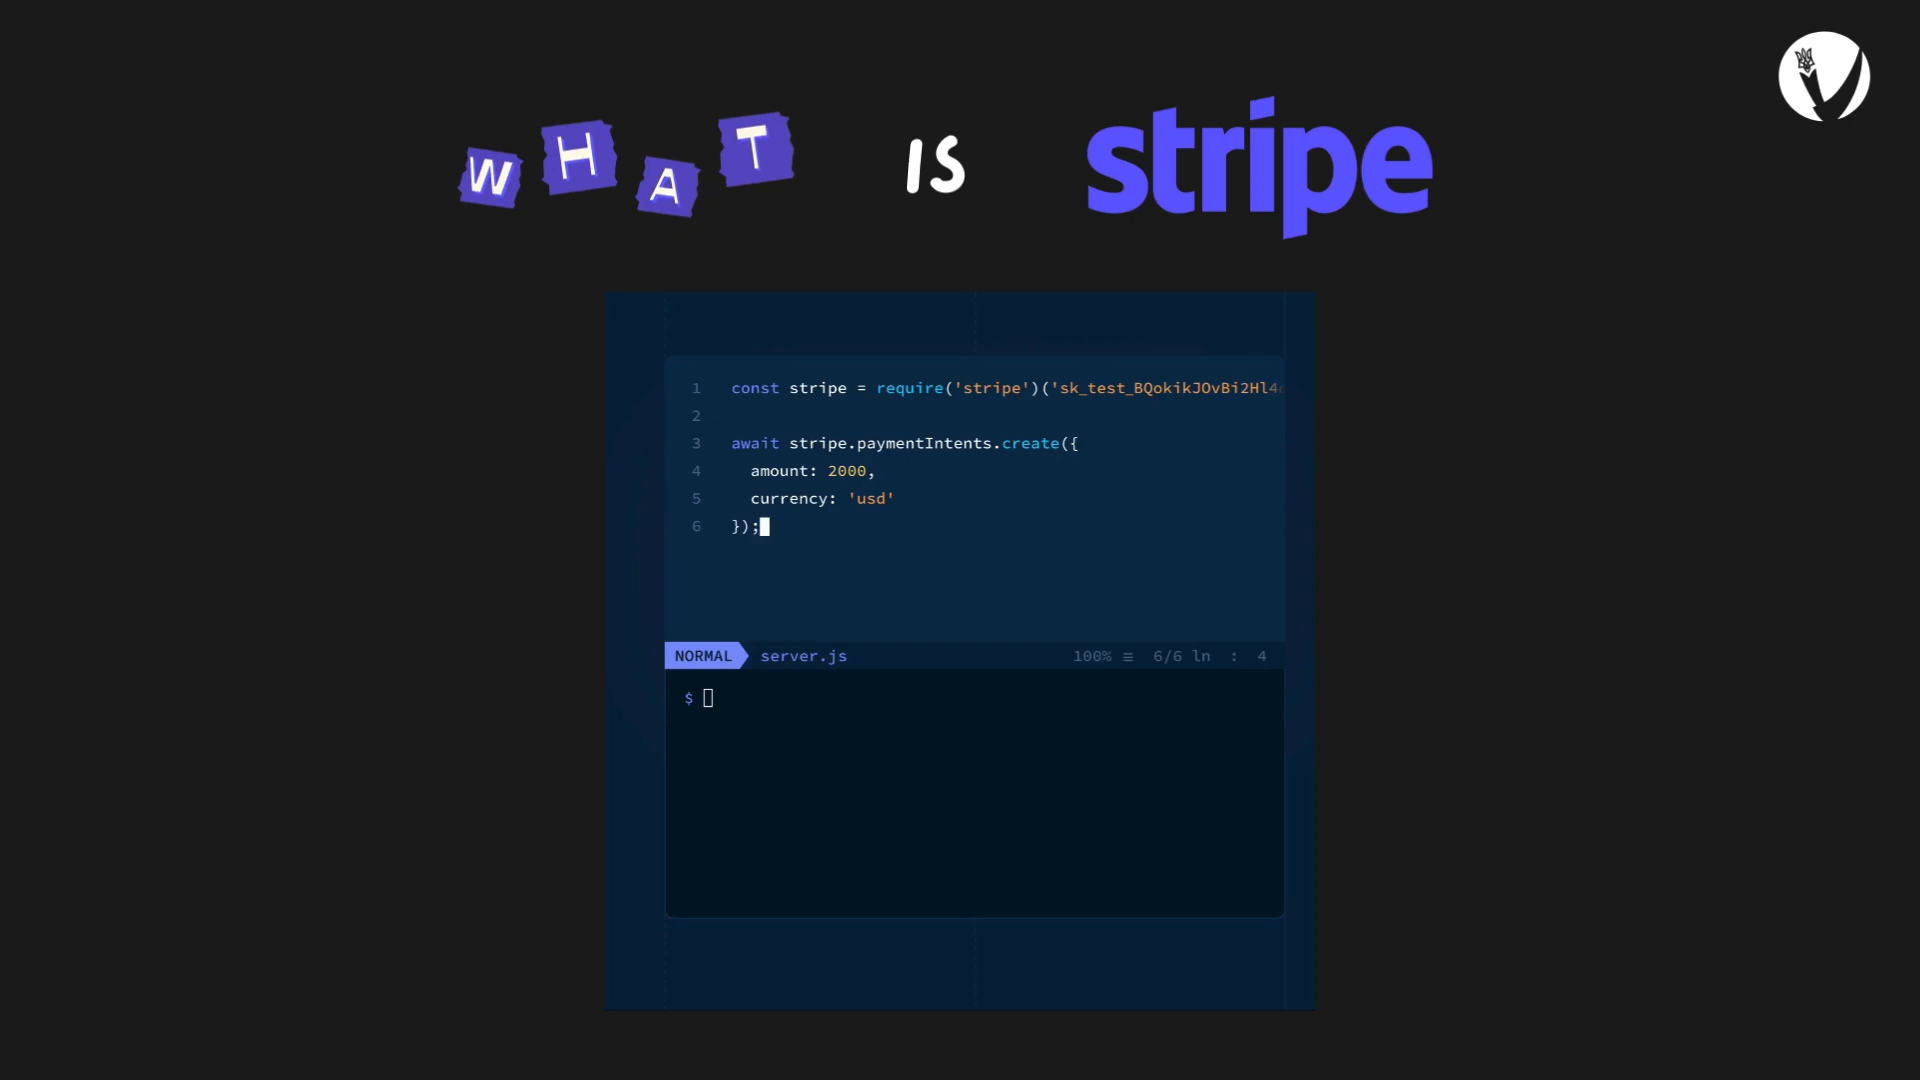 WHAT IS stripe
1 const stripe = require('stripe')('sk_test_BQokikJOvBi2Hl4
2
3 await stripe.paymentIntents.create({
4 amount: 2000,
5 currency: 'usd'
6 });
NORMAL server.js 100% ≡ 6/6 ln : 4
$